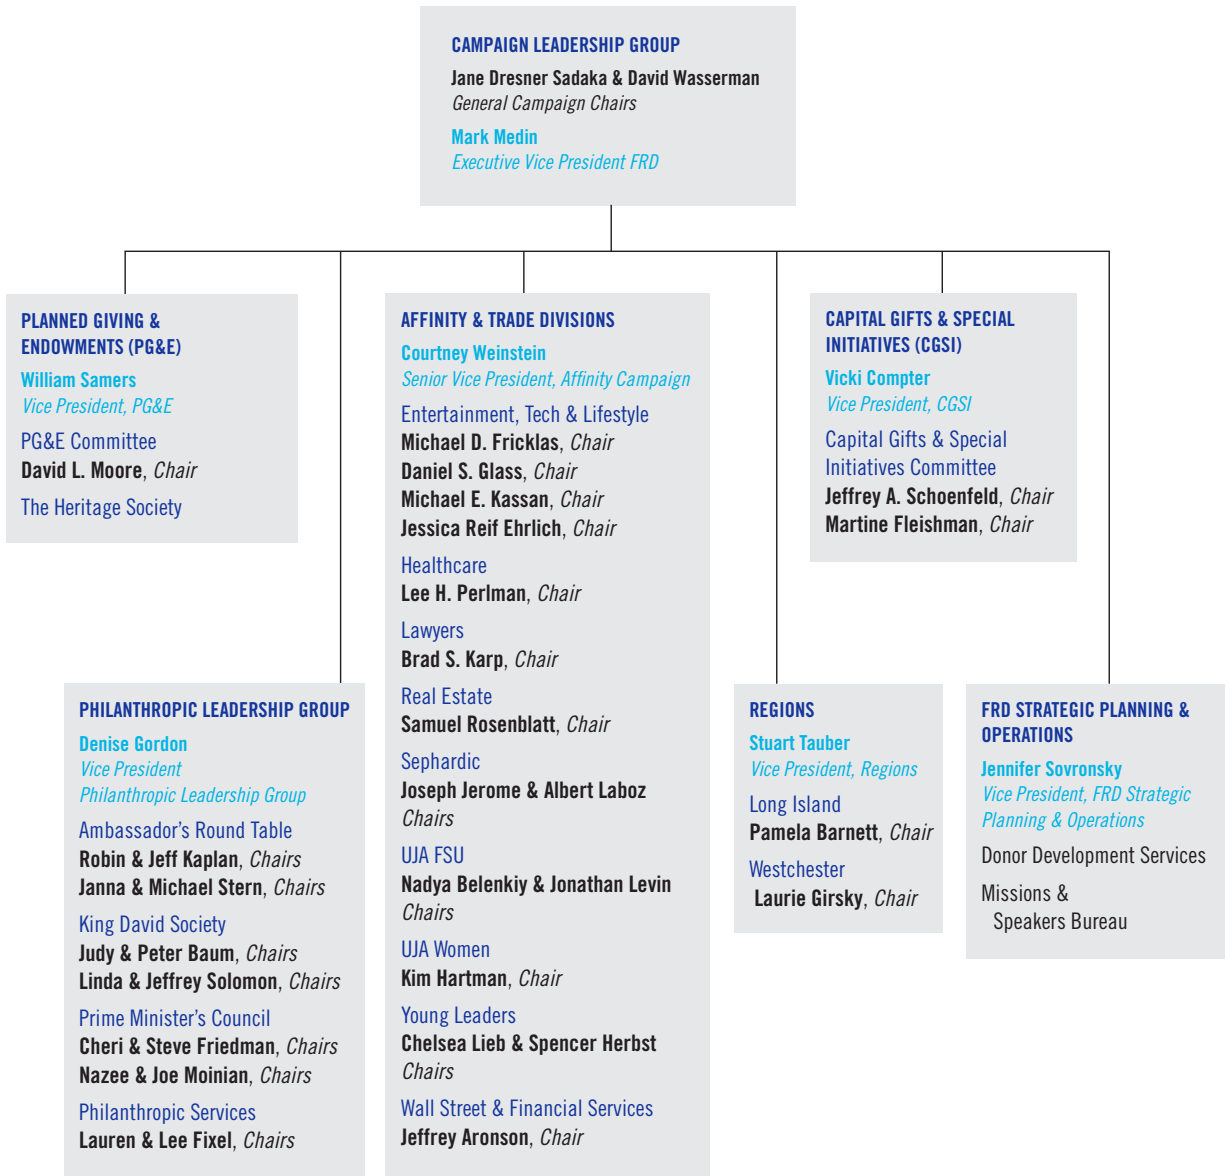 CAMPAIGN LEADERSHIP GROUP
Jane Dresner Sadaka & David Wasserman
General Campaign Chairs
Mark Medin
Executive Vice President FRD
PLANNED GIVING &
ENDOWMENTS (PG&E)
William Samers
Vice President, PG&E
PG&E Committee
David L. Moore, Chair
The Heritage Society
PHILANTHROPIC LEADERSHIP GROUP
Denise Gordon
Vice President
Philanthropic Leadership Group
Ambassador’s Round Table
Robin & Jeff Kaplan, Chairs
Janna & Michael Stern, Chairs
King David Society
Judy & Peter Baum, Chairs
Linda & Jeffrey Solomon, Chairs
Prime Minister’s Council
Cheri & Steve Friedman, Chairs
Nazee & Joe Moinian, Chairs
Philanthropic Services
Lauren & Lee Fixel, Chairs
AFFINITY & TRADE DIVISIONS
Courtney Weinstein
Senior Vice President, Affinity Campaign
Entertainment, Tech & Lifestyle
Michael D. Fricklas, Chair
Daniel S. Glass, Chair
Michael E. Kassan, Chair
Jessica Reif Ehrlich, Chair
Healthcare
Lee H. Perlman, Chair
Lawyers
Brad S. Karp, Chair
Real Estate
Samuel Rosenblatt, Chair
Sephardic
Joseph Jerome & Albert Laboz
Chairs
UJA FSU
Nadya Belenkiy & Jonathan Levin
Chairs
UJA Women
Kim Hartman, Chair
Young Leaders
Chelsea Lieb & Spencer Herbst
Chairs
Wall Street & Financial Services
Jeffrey Aronson, Chair
REGIONS
Stuart Tauber
Vice President, Regions
Long Island
Pamela Barnett, Chair
Westchester
Laurie Girsky, Chair
CAPITAL GIFTS & SPECIAL
INITIATIVES (CGSI)
Vicki Compter
Vice President, CGSI
Capital Gifts & Special
Initiatives Committee
Jeffrey A. Schoenfeld, Chair
Martine Fleishman, Chair
FRD STRATEGIC PLANNING &
OPERATIONS
Jennifer Sovronsky
Vice President, FRD Strategic
Planning & Operations
Donor Development Services
Missions &
Speakers Bureau